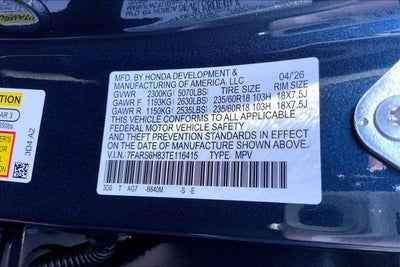 MFD. BY HONDA DEVELOPMENT &
MANUFACTURING OF AMERICA, LLC 04/26
GVWR 2300KG( 5070LBS) TIRE SIZE RIM SIZE
GAWR F 1193KG( 2630LBS) 235/60R18 103H 18X7.5J
GAWR R 1150KG( 2535LBS) 235/60R18 103H 18X7.5J
THIS VEHICLE CONFORMS TO ALL APPLICABLE
FEDERAL MOTOR VEHICLE SAFETY
AND THEFT PREVENTION STANDARDS IN EFFECT ON THE
DATE OF MANUFACTURE SHOWN ABOVE.
V.I.N. 7FARS6H83TE116415 TYPE: MPV
3D0 T AG7 -B640M -S -E
3D4 A2